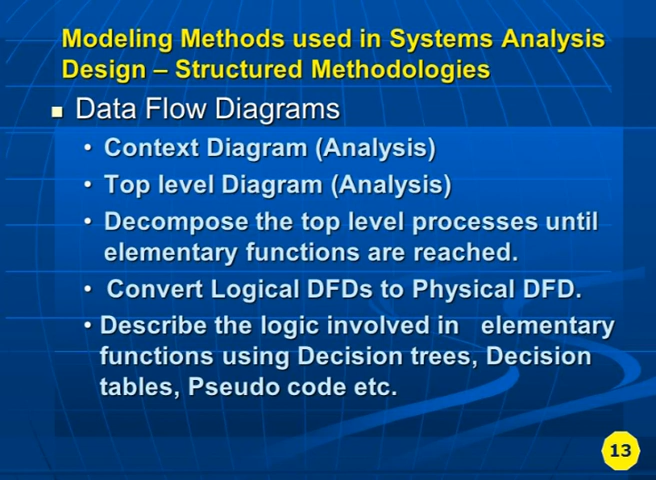 Modeling Methods used in Systems Analysis
Design – Structured Methodologies
Data Flow Diagrams
• Context Diagram (Analysis)
• Top level Diagram (Analysis)
• Decompose the top level processes until
elementary functions are reached.
• Convert Logical DFDs to Physical DFD.
• Describe the logic involved in elementary
functions using Decision trees, Decision
tables, Pseudo code etc.
13